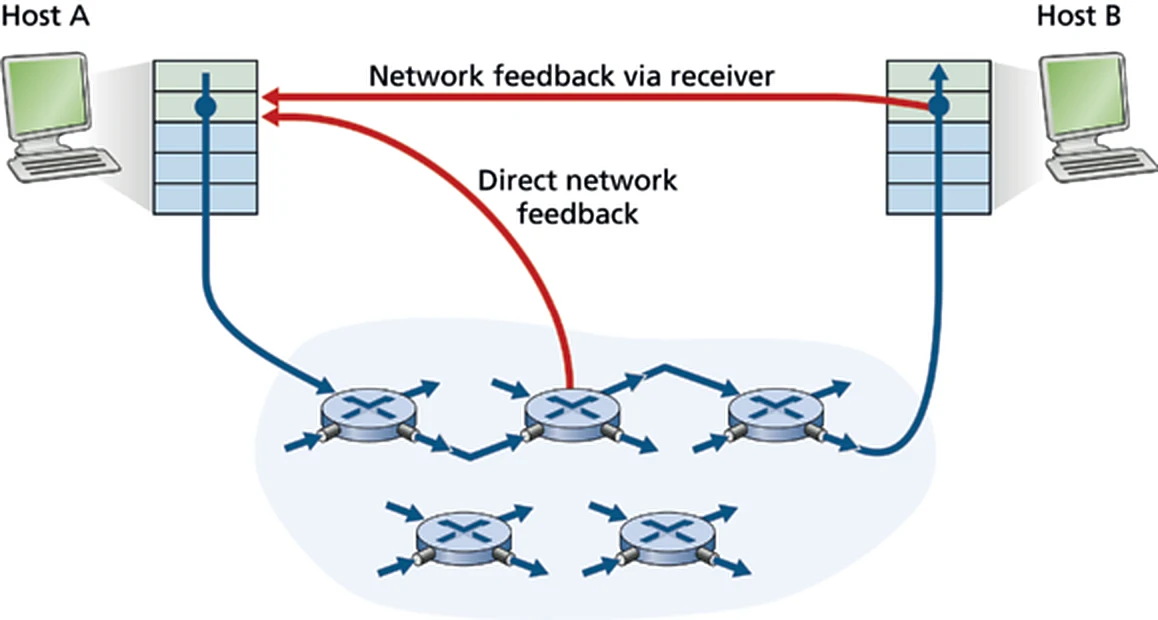 Host A
Host B
Network feedback via receiver
Direct network
feedback